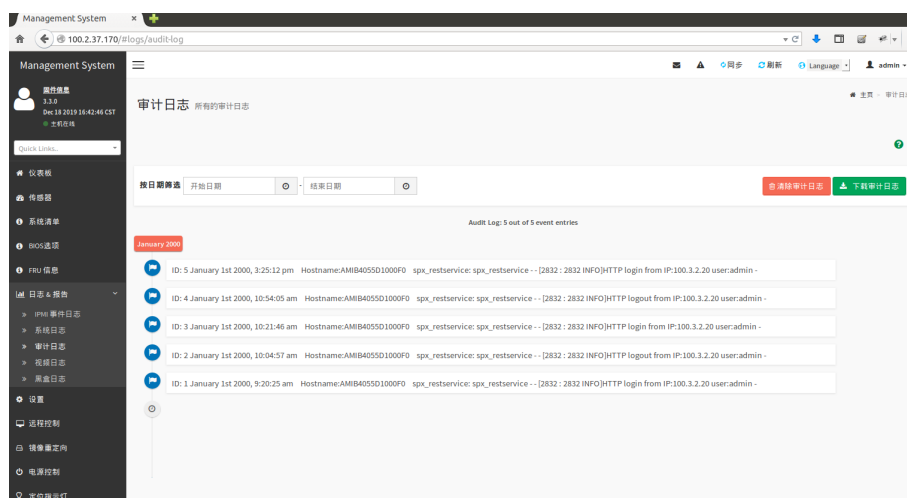 Management System
100.2.37.170/#logs/audit-log
Management System
同步
刷新
Language
admin
固件信息
3.3.0
Dec 18 2019 16:42:46 CST
主机在线
Quick Links..
仪表板
传感器
系统清单
BIOS选项
FRU 信息
日志 & 报告
IPMI 事件日志
系统日志
审计日志
视频日志
黑盒日志
设置
远程控制
镜像重定向
电源控制
定位指示灯
审计日志 所有的审计日志
主页 - 审计日
按日期筛选 开始日期 - 结束日期
清除审计日志
下载审计日志
Audit Log: 5 out of 5 event entries
January 2000
ID: 5 January 1st 2000, 3:25:12 pm Hostname:AMIB4055D1000F0 spx_restservice: spx_restservice - - [2832 : 2832 INFO]HTTP login from IP:100.3.2.20 user:admin -
ID: 4 January 1st 2000, 10:54:05 am Hostname:AMIB4055D1000F0 spx_restservice: spx_restservice - - [2832 : 2832 INFO]HTTP logout from IP:100.3.2.20 user:admin -
ID: 3 January 1st 2000, 10:21:46 am Hostname:AMIB4055D1000F0 spx_restservice: spx_restservice - - [2832 : 2832 INFO]HTTP login from IP:100.3.2.20 user:admin -
ID: 2 January 1st 2000, 10:04:57 am Hostname:AMIB4055D1000F0 spx_restservice: spx_restservice - - [2832 : 2832 INFO]HTTP logout from IP:100.3.2.20 user:admin -
ID: 1 January 1st 2000, 9:20:25 am Hostname:AMIB4055D1000F0 spx_restservice: spx_restservice - - [2832 : 2832 INFO]HTTP login from IP:100.3.2.20 user:admin -